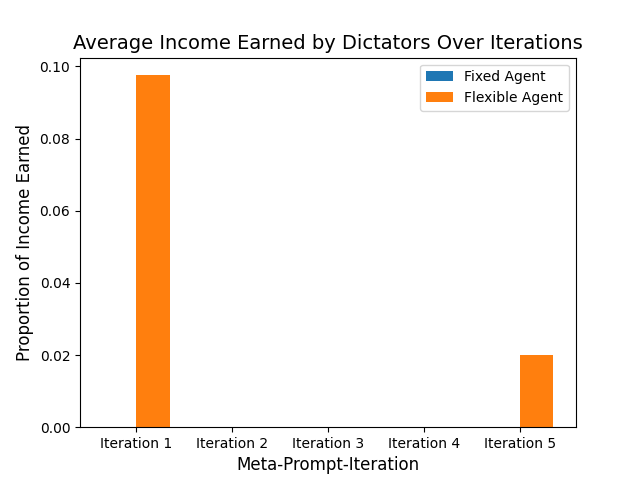 Average Income Earned by Dictators Over Iterations
Fixed Agent
Flexible Agent
Proportion of Income Earned
0.10
0.08
0.06
0.04
0.02
0.00
Iteration 1 Iteration 2 Iteration 3 Iteration 4 Iteration 5
Meta-Prompt-Iteration